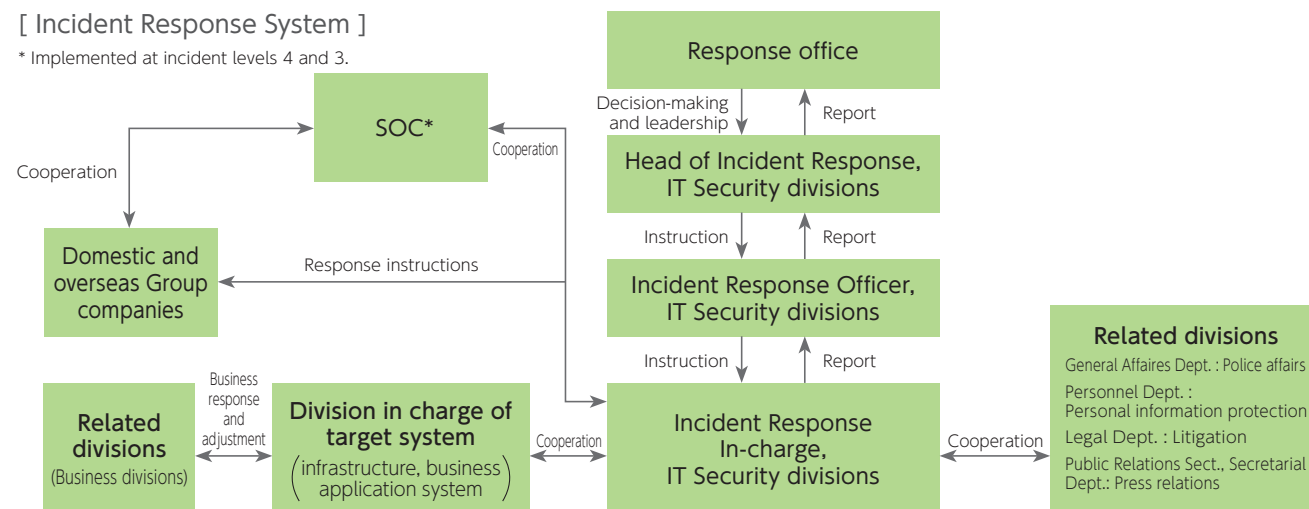 [ Incident Response System ]
* Implemented at incident levels 4 and 3.
Response office
Decision-making
and leadership
Report
SOC*
Cooperation
Cooperation
Head of Incident Response,
IT Security divisions
Instruction
Report
Domestic and
overseas Group
companies
Response instructions
Incident Response Officer,
IT Security divisions
Instruction
Report
Related
divisions
(Business divisions)
Business
response
and
adjustment
Division in charge of
target system
(infrastructure, business
application system)
Cooperation
Incident Response
In-charge,
IT Security divisions
Cooperation
Related divisions
General Affaires Dept. : Police affairs
Personnel Dept. :
Personal information protection
Legal Dept. : Litigation
Public Relations Sect., Secretarial
Dept.: Press relations